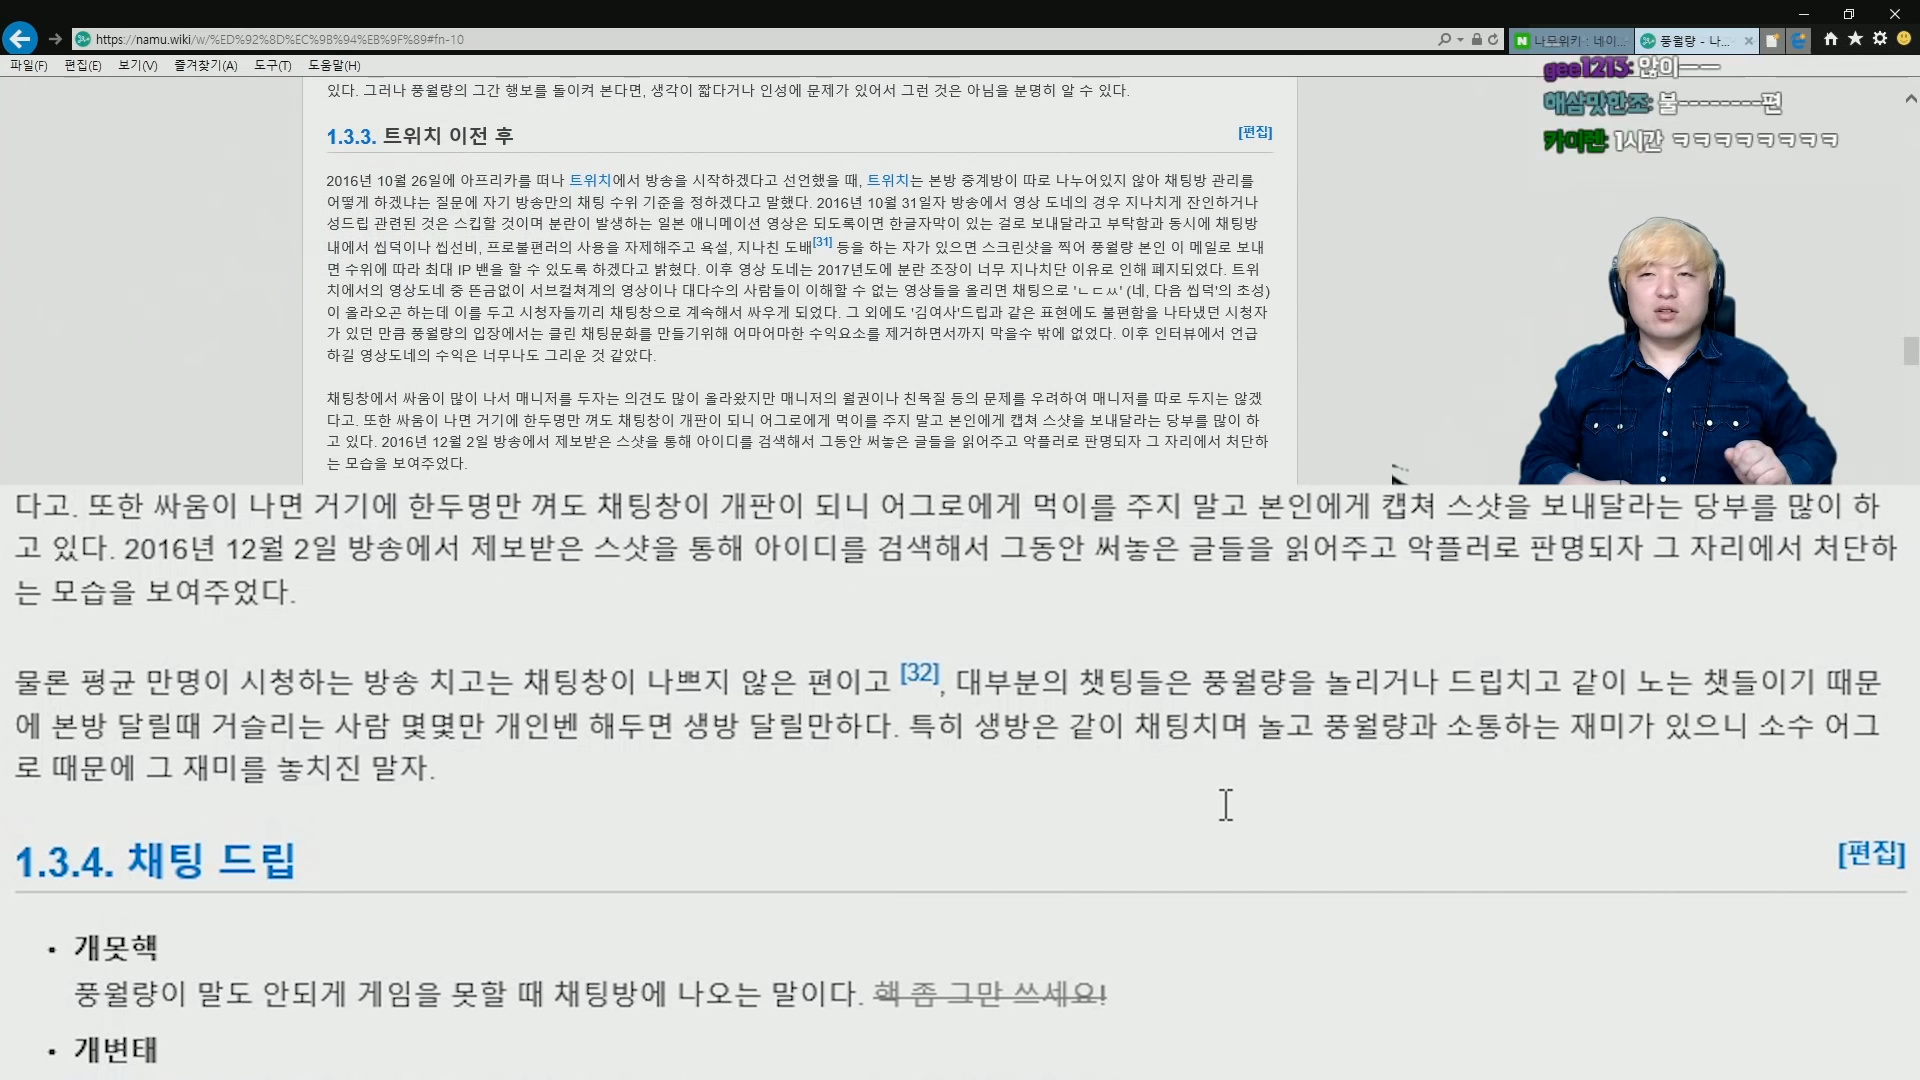 https://namu.wiki/w/%ED%92%8D%EC%9B%94%EB%9F%89#fn-10
나무위키 : 네이...
풍월량 - 나...
파일(F) 편집(E) 보기(V) 즐겨찾기(A) 도구(T) 도움말(H)
gee1213: 않이ㅡㅡ
해삼맛한조: 불--------편
카미렌: 1시간 ㅋㅋㅋㅋㅋㅋㅋㅋ
있다. 그러나 풍월량의 그간 행보를 돌이켜 본다면, 생각이 짧다거나 인성에 문제가 있어서 그런 것은 아님을 분명히 알 수 있다.
1.3.3. 트위치 이전 후 [편집]
2016년 10월 26일에 아프리카를 떠나 트위치에서 방송을 시작하겠다고 선언했을 때, 트위치는 본방 중계방이 따로 나누어있지 않아 채팅방 관리를
어떻게 하겠냐는 질문에 자기 방송만의 채팅 수위 기준을 정하겠다고 말했다. 2016년 10월 31일자 방송에서 영상 도네의 경우 지나치게 잔인하거나
성드립 관련된 것은 스킵할 것이며 분란이 발생하는 일본 애니메이션 영상은 되도록이면 한글자막이 있는 걸로 보내달라고 부탁함과 동시에 채팅방
내에서 씹덕이나 씹선비, 프로불편러의 사용을 자제해주고 욕설, 지나친 도배[31] 등을 하는 자가 있으면 스크린샷을 찍어 풍월량 본인 이 메일로 보내
면 수위에 따라 최대 IP 밴을 할 수 있도록 하겠다고 밝혔다. 이후 영상 도네는 2017년도에 분란 조장이 너무 지나치단 이유로 인해 폐지되었다. 트위
치에서의 영상도네 중 뜬금없이 서브컬쳐계의 영상이나 대다수의 사람들이 이해할 수 없는 영상들을 올리면 채팅으로 'ㄴㄷㅆ' (네, 다음 씹덕'의 초성)
이 올라오곤 하는데 이를 두고 시청자들끼리 채팅창으로 계속해서 싸우게 되었다. 그 외에도 '김여사'드립과 같은 표현에도 불편함을 나타냈던 시청자
가 있던 만큼 풍월량의 입장에서는 클린 채팅문화를 만들기위해 어마어마한 수익요소를 제거하면서까지 막을수 밖에 없었다. 이후 인터뷰에서 언급
하길 영상도네의 수익은 너무나도 그리운 것 같았다.
채팅창에서 싸움이 많이 나서 매니저를 두자는 의견도 많이 올라왔지만 매니저의 월권이나 친목질 등의 문제를 우려하여 매니저를 따로 두지는 않겠
다고. 또한 싸움이 나면 거기에 한두명만 껴도 채팅창이 개판이 되니 어그로에게 먹이를 주지 말고 본인에게 캡쳐 스샷을 보내달라는 당부를 많이 하
고 있다. 2016년 12월 2일 방송에서 제보받은 스샷을 통해 아이디를 검색해서 그동안 써놓은 글들을 읽어주고 악플러로 판명되자 그 자리에서 처단하
는 모습을 보여주었다.
다고. 또한 싸움이 나면 거기에 한두명만 껴도 채팅창이 개판이 되니 어그로에게 먹이를 주지 말고 본인에게 캡쳐 스샷을 보내달라는 당부를 많이 하
고 있다. 2016년 12월 2일 방송에서 제보받은 스샷을 통해 아이디를 검색해서 그동안 써놓은 글들을 읽어주고 악플러로 판명되자 그 자리에서 처단하
는 모습을 보여주었다.
물론 평균 만명이 시청하는 방송 치고는 채팅창이 나쁘지 않은 편이고 [32], 대부분의 챗팅들은 풍월량을 놀리거나 드립치고 같이 노는 챗들이기 때문
에 본방 달릴때 거슬리는 사람 몇몇만 개인벤 해두면 생방 달릴만하다. 특히 생방은 같이 채팅치며 놀고 풍월량과 소통하는 재미가 있으니 소수 어그
로 때문에 그 재미를 놓치진 말자.
1.3.4. 채팅 드립 [편집]
• 개못핵
풍월량이 말도 안되게 게임을 못할 때 채팅방에 나오는 말이다. 핵 좀 그만 쓰세요!
• 개변태